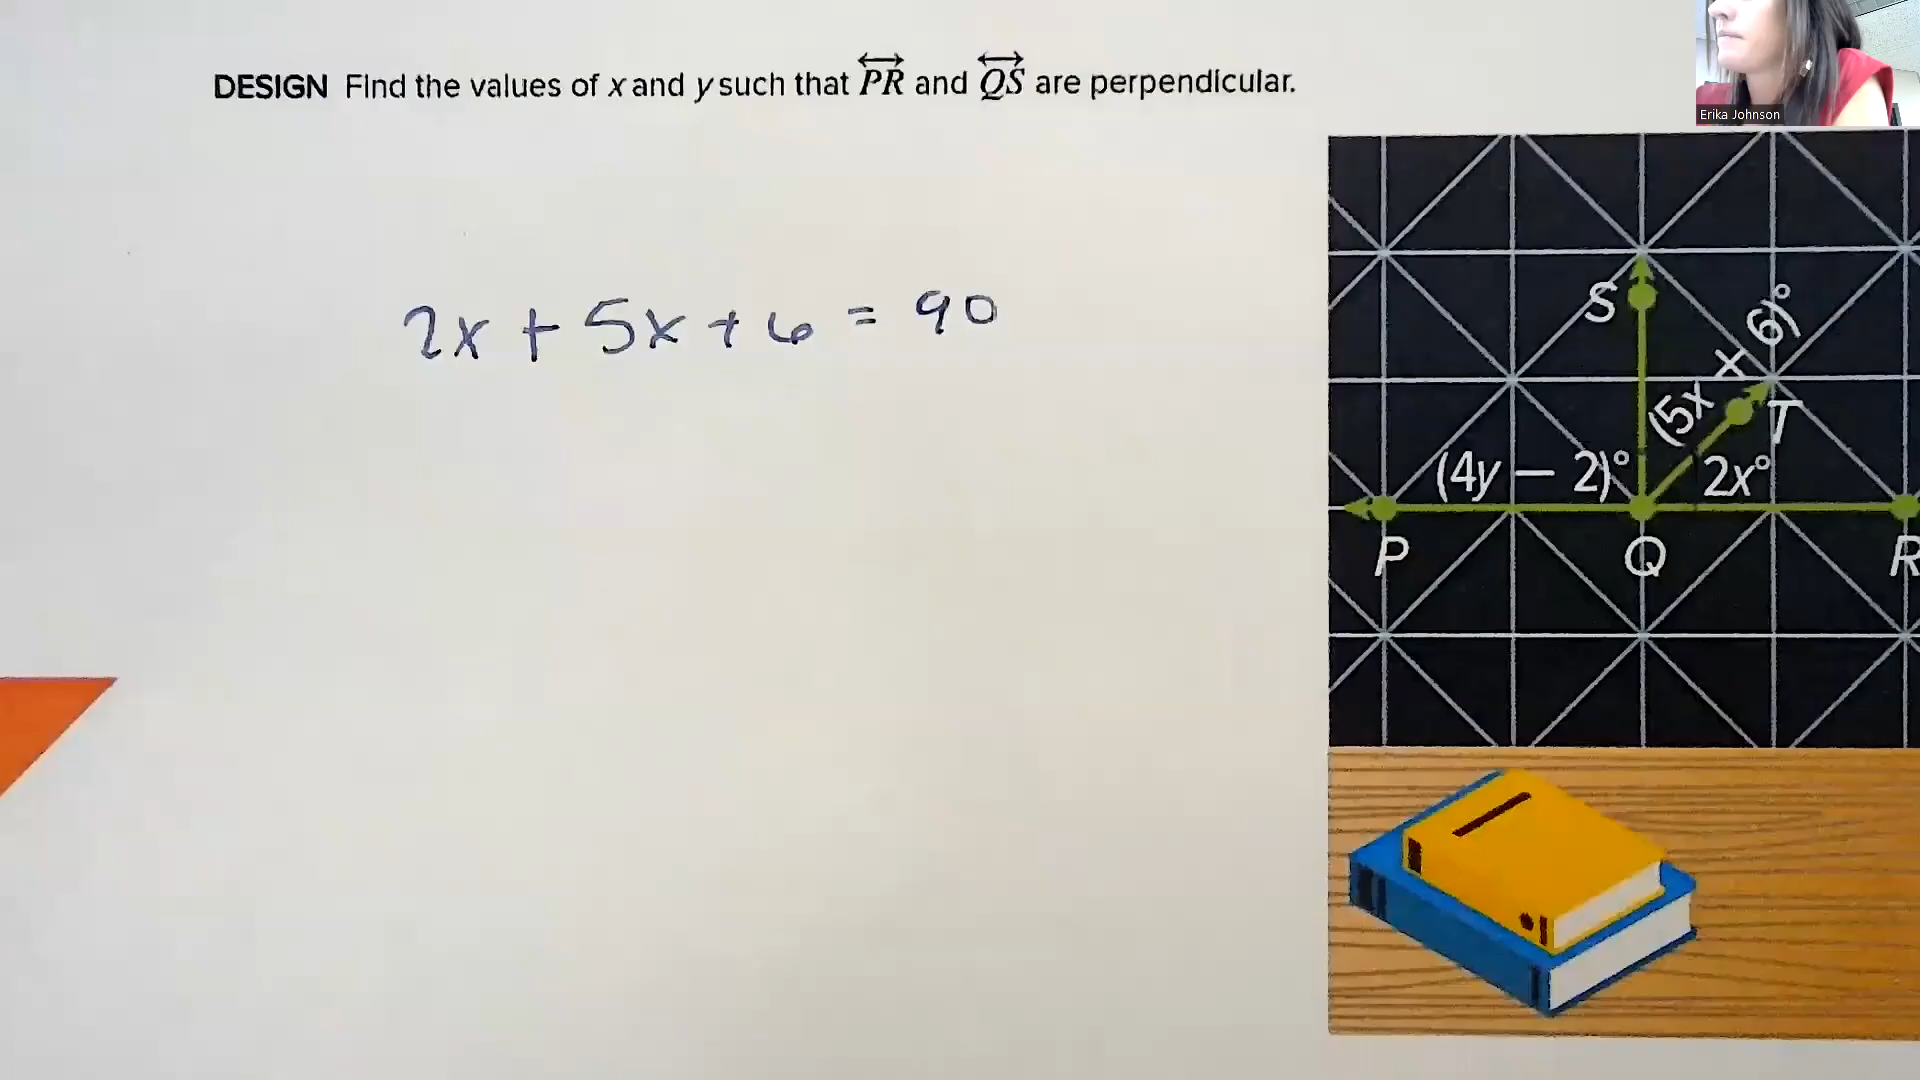 DESIGN Find the values of x and y such that PR and QS are perpendicular.
Erika Johnson
2x + 5x + 6 = 90
S
(5x + 6)°
T
(4y − 2)°
2x°
P
Q
R